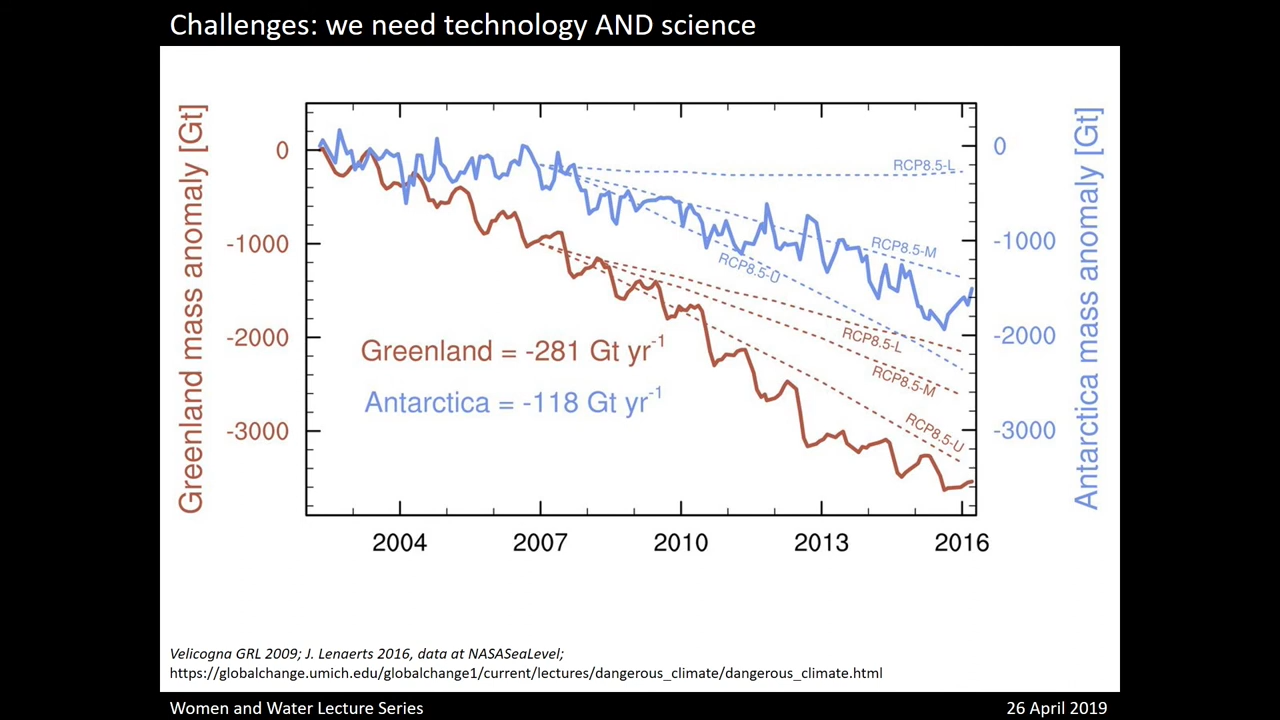 Challenges: we need technology AND science
Greenland mass anomaly [Gt]
0
-1000
-2000
-3000
RCP8.5-L
RCP8.5-M
RCP8.5-U
RCP8.5-L
RCP8.5-M
RCP8.5-U
Greenland = -281 Gt yr-1
Antarctica = -118 Gt yr-1
0
-1000
-2000
-3000
Antarctica mass anomaly [Gt]
2004 2007 2010 2013 2016
Velicogna GRL 2009; J. Lenaerts 2016, data at NASASeaLevel;
https://globalchange.umich.edu/globalchange1/current/lectures/dangerous_climate/dangerous_climate.html
Women and Water Lecture Series 26 April 2019